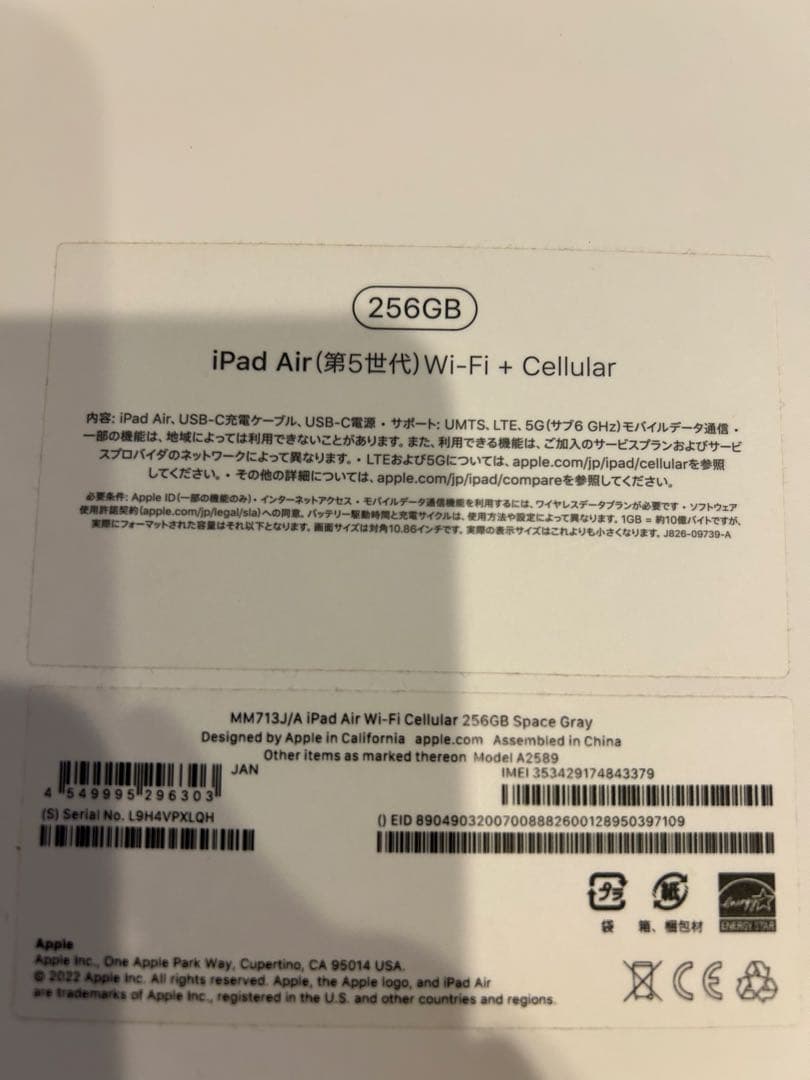 256GB
iPad Air(第5世代)Wi-Fi + Cellular
内容: iPad Air、USB-C充電ケーブル、USB-C電源・サポート: UMTS、LTE、5G(サブ6 GHz)モバイルデータ通信・
一部の機能は、地域によっては利用できないことがあります。また、利用できる機能は、ご加入のサービスプランおよびサービ
スプロバイダのネットワークによって異なります。・LTEおよび5Gについては、apple.com/jp/ipad/cellularを参照
してください。・その他の詳細については、apple.com/jp/ipad/compareを参照してください。
必要条件: Apple ID(一部の機能のみ)・インターネットアクセス・モバイルデータ通信機能を利用するには、ワイヤレスデータプランが必要です・ソフトウェア
使用許諾契約(apple.com/jp/legal/sla)への同意。バッテリー駆動時間と充電サイクルは、使用方法や設定によって異なります。1GB = 約10億バイトですが、
実際にフォーマットされた容量はそれ以下となります。画面サイズは対角10.86インチです。実際の表示サイズはこれよりも小さくなります。J826-09739-A
MM713J/A iPad Air Wi-Fi Cellular 256GB Space Gray
Designed by Apple in California apple.com Assembled in China
Other items as marked thereon Model A2589
JAN
4 549995 296303
IMEI 353429174843379
(S) Serial No. L9H4VPXLQH
() EID 89049032007008882600128950397109
プラ
紙
energy
袋
箱、梱包材
ENERGY STAR
Apple
Apple Inc., One Apple Park Way, Cupertino, CA 95014 USA.
© 2022 Apple Inc. All rights reserved. Apple, the Apple logo, and iPad Air
are trademarks of Apple Inc., registered in the U.S. and other countries and regions.
CE